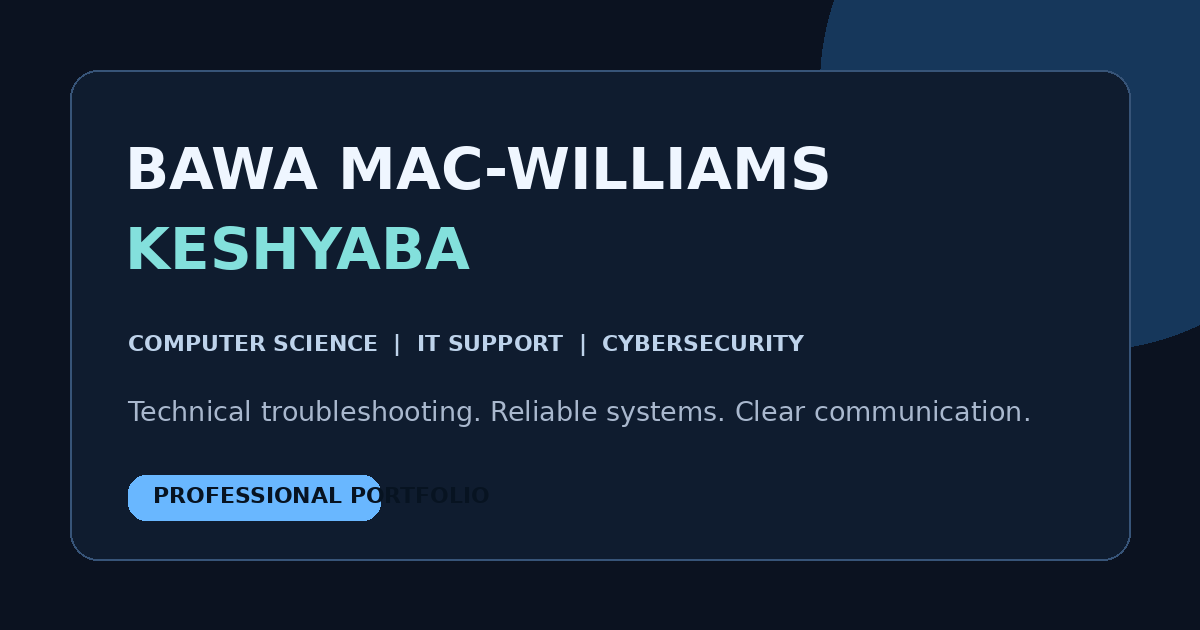 BAWA MAC-WILLIAMS
KESHYABA
COMPUTER SCIENCE | IT SUPPORT | CYBERSECURITY
Technical troubleshooting. Reliable systems. Clear communication.
PROFESSIONAL PORTFOLIO